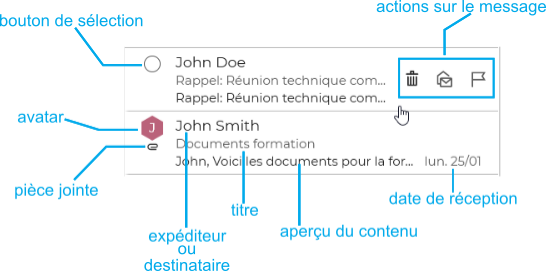 actions sur le message
bouton de sélection
John Doe
Rappel: Réunion technique com...
Rappel: Réunion technique com...
avatar
J
John Smith
Documents formation
John, Voici les documents pour la for...
lun. 25/01
pièce jointe
date de réception
titre
aperçu du contenu
expéditeur
ou
destinataire